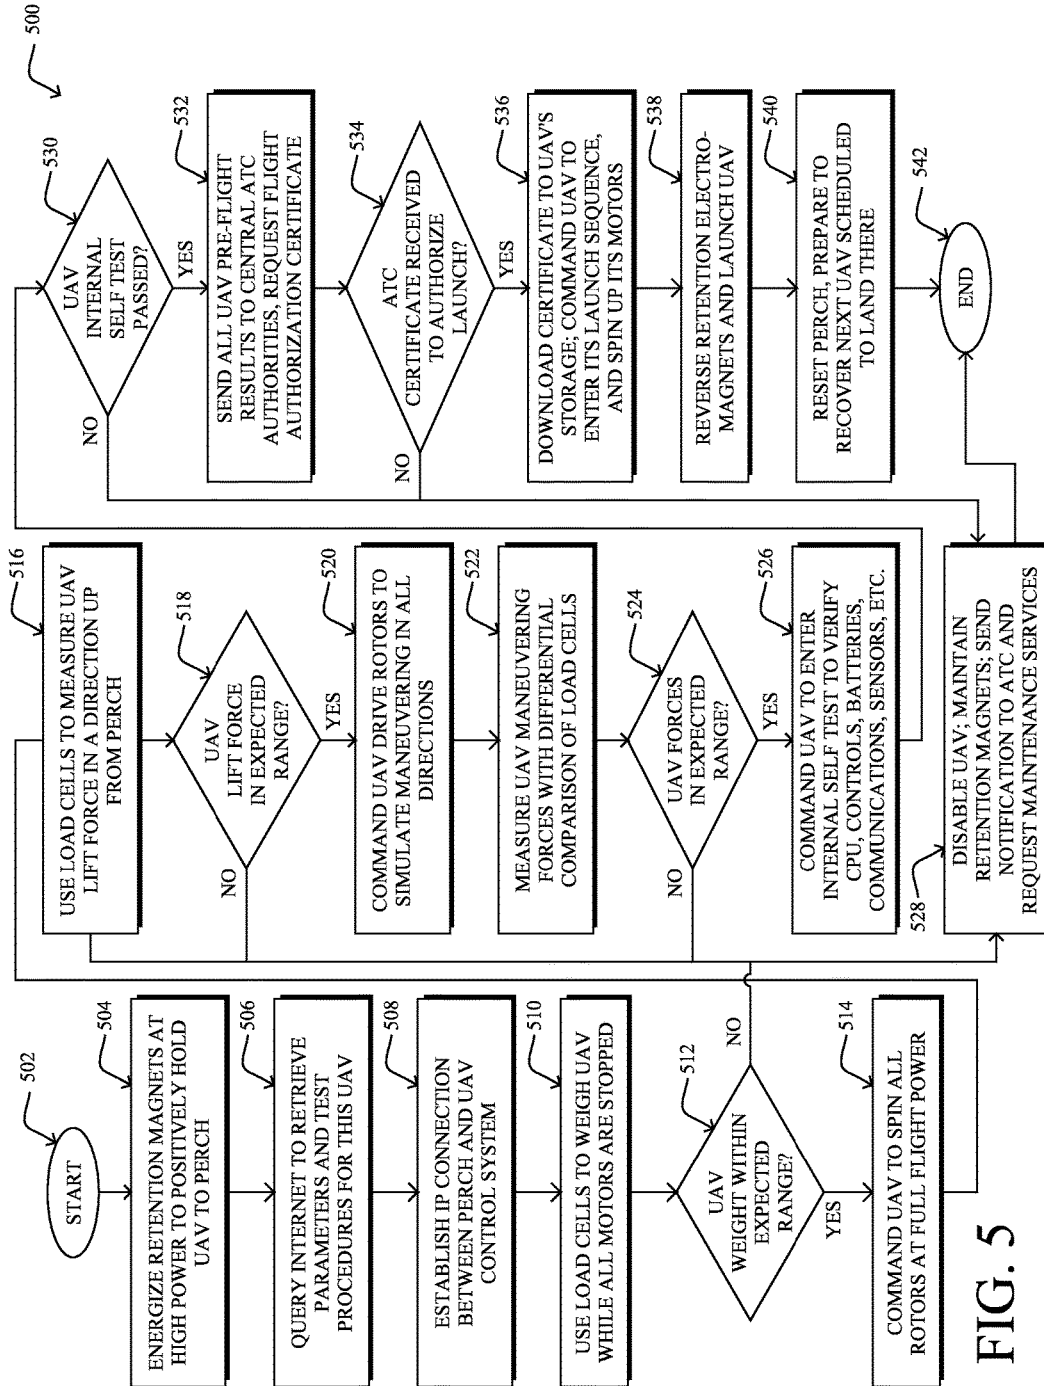 500
502
START
504
ENERGIZE RETENTION MAGNETS AT
HIGH POWER TO POSITIVELY HOLD
UAV TO PERCH
506
QUERY INTERNET TO RETRIEVE
PARAMETERS AND TEST
PROCEDURES FOR THIS UAV
508
ESTABLISH IP CONNECTION
BETWEEN PERCH AND UAV
CONTROL SYSTEM
510
USE LOAD CELLS TO WEIGH UAV
WHILE ALL MOTORS ARE STOPPED
512
UAV
WEIGHT WITHIN
EXPECTED
RANGE?
NO
YES
514
COMMAND UAV TO SPIN ALL
ROTORS AT FULL FLIGHT POWER
516
USE LOAD CELLS TO MEASURE UAV
LIFT FORCE IN A DIRECTION UP
FROM PERCH
518
UAV
LIFT FORCE
IN EXPECTED
RANGE?
NO
YES
520
COMMAND UAV DRIVE ROTORS TO
SIMULATE MANEUVERING IN ALL
DIRECTIONS
522
MEASURE UAV MANEUVERING
FORCES WITH DIFFERENTIAL
COMPARISON OF LOAD CELLS
524
UAV FORCES
IN EXPECTED
RANGE?
NO
YES
526
COMMAND UAV TO ENTER
INTERNAL SELF TEST TO VERIFY
CPU, CONTROLS, BATTERIES,
COMMUNICATIONS, SENSORS, ETC.
528
DISABLE UAV; MAINTAIN
RETENTION MAGNETS; SEND
NOTIFICATION TO ATC AND
REQUEST MAINTENANCE SERVICES
530
UAV
INTERNAL
SELF TEST
PASSED?
NO
YES
532
SEND ALL UAV PRE-FLIGHT
RESULTS TO CENTRAL ATC
AUTHORITIES, REQUEST FLIGHT
AUTHORIZATION CERTIFICATE
534
ATC
CERTIFICATE RECEIVED
TO AUTHORIZE
LAUNCH?
NO
YES
536
DOWNLOAD CERTIFICATE TO UAV'S
STORAGE; COMMAND UAV TO
ENTER ITS LAUNCH SEQUENCE,
AND SPIN UP ITS MOTORS
538
REVERSE RETENTION ELECTRO-
MAGNETS AND LAUNCH UAV
540
RESET PERCH, PREPARE TO
RECOVER NEXT UAV SCHEDULED
TO LAND THERE
542
END
FIG. 5